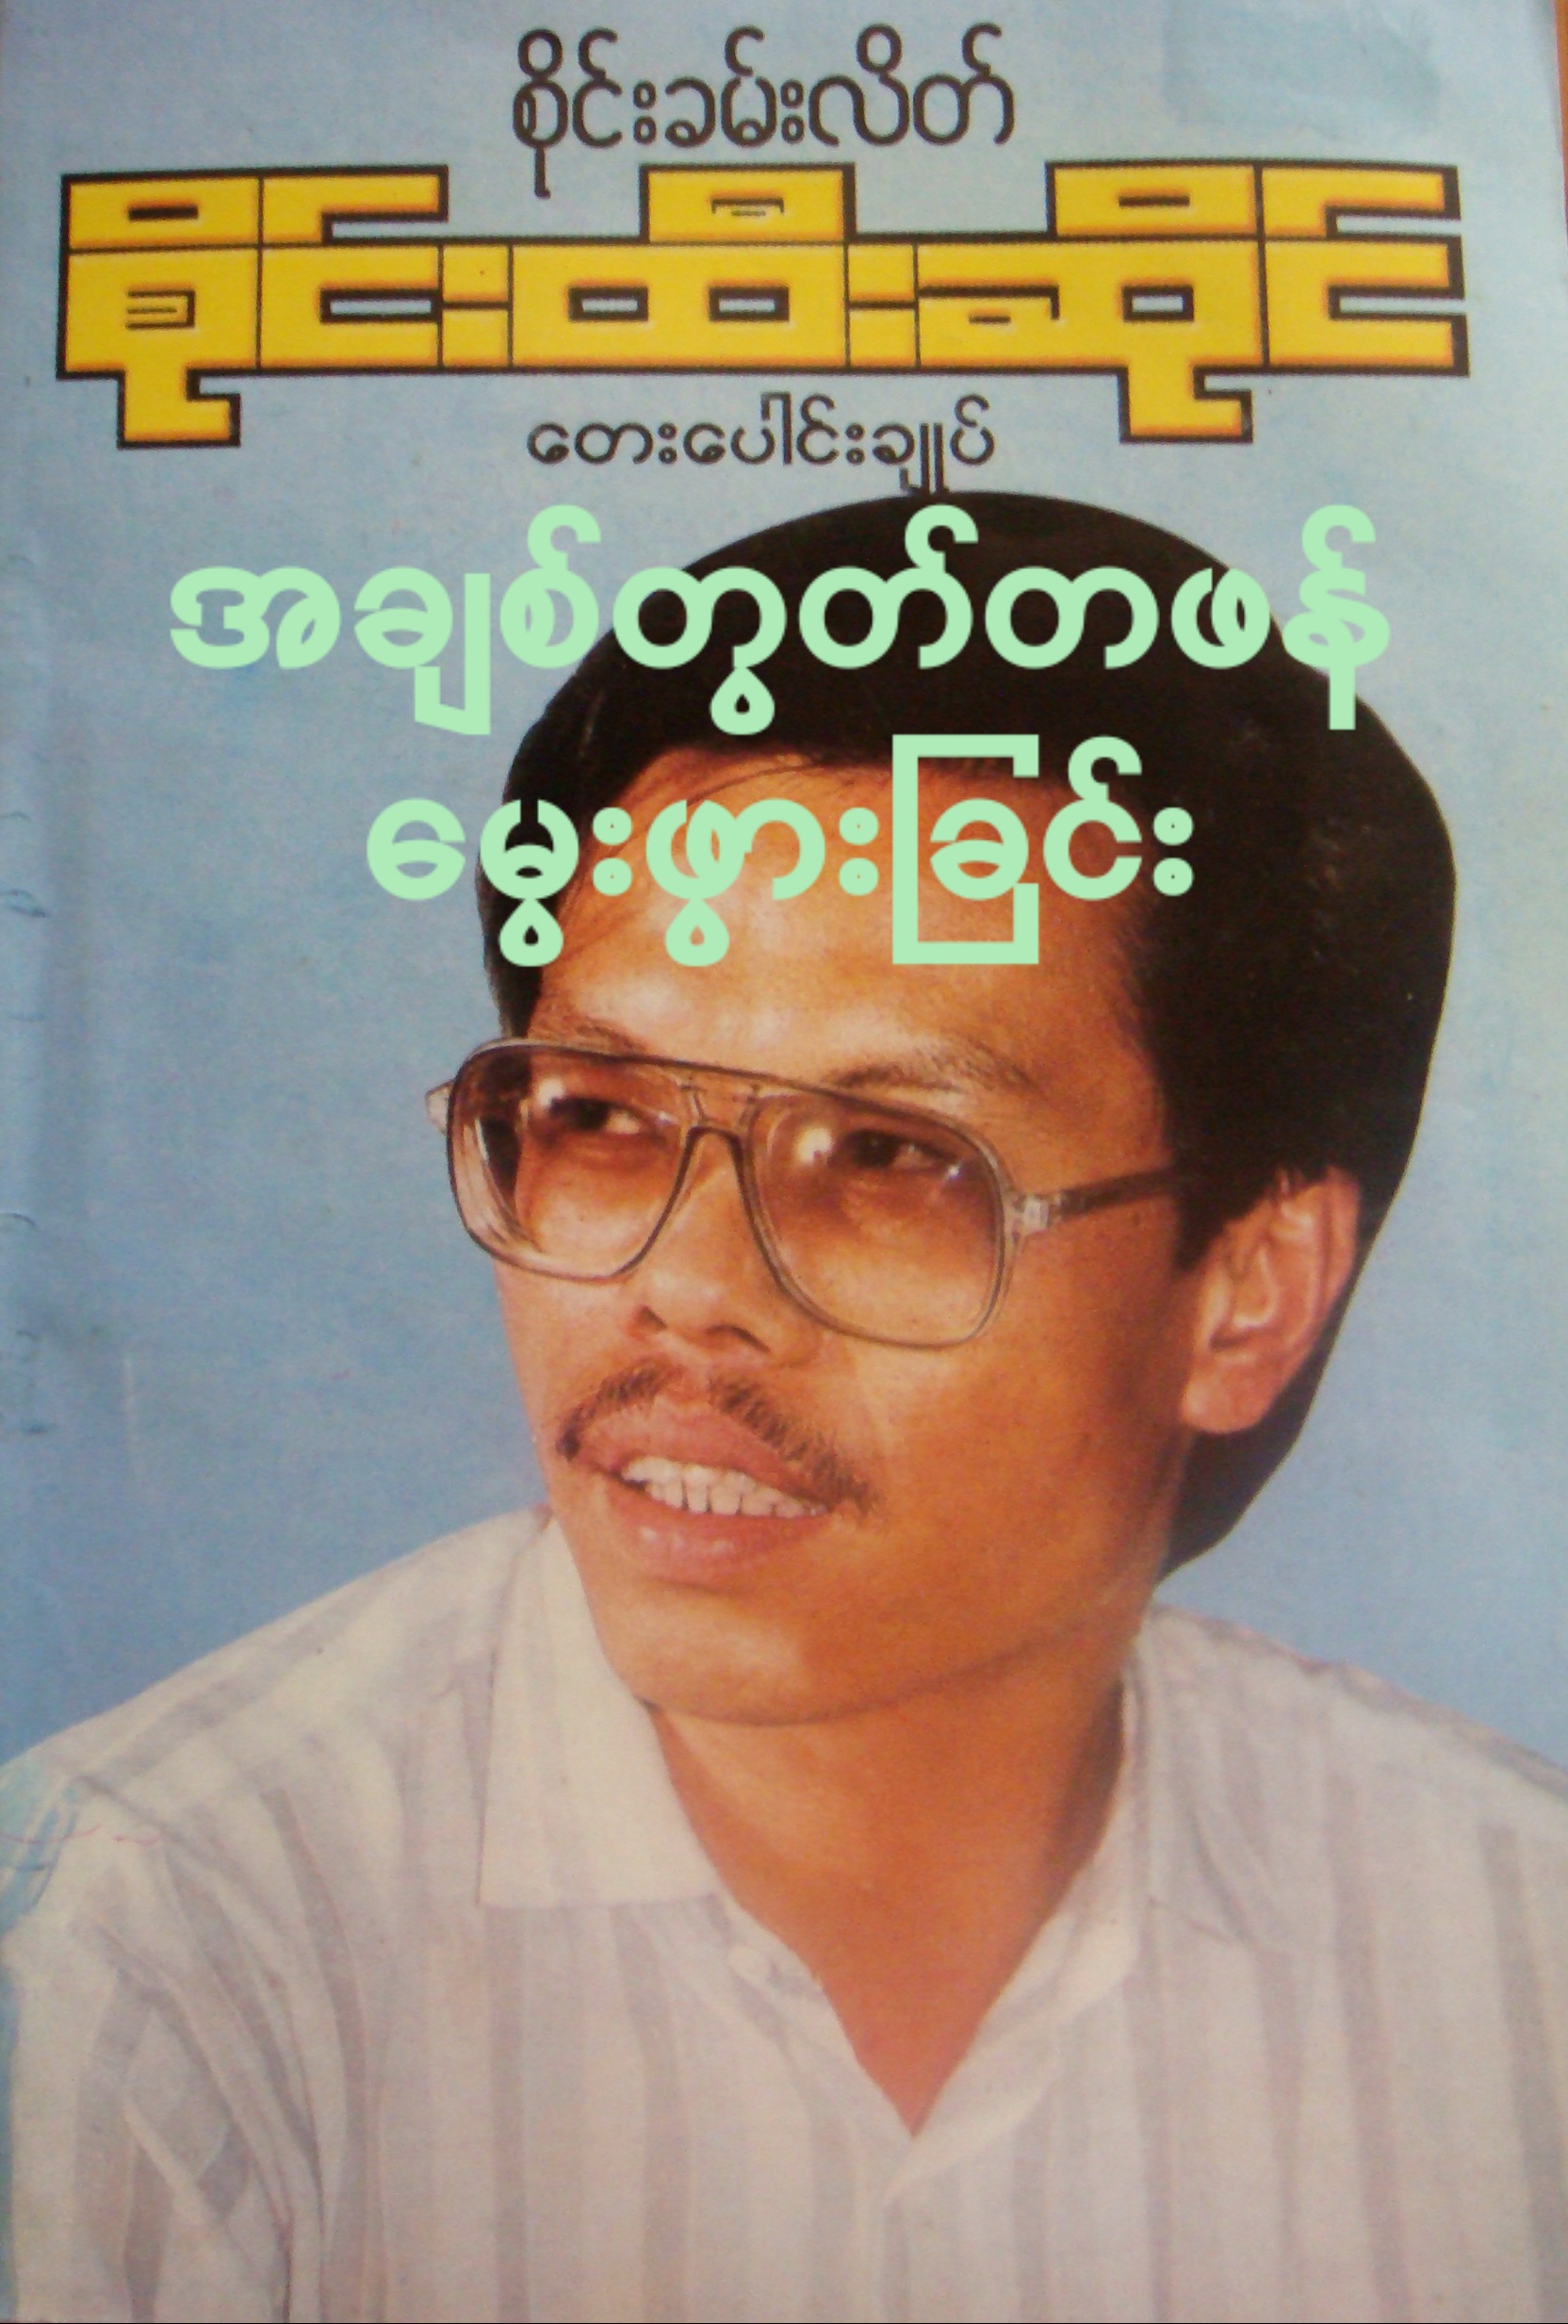 စိုင်းခမ်းလိတ်
စိုင်းထီးဆိုင်
တေးပေါင်းချုပ်
အချစ်တွတ်တဖန်
မွေးဖွားခြင်း